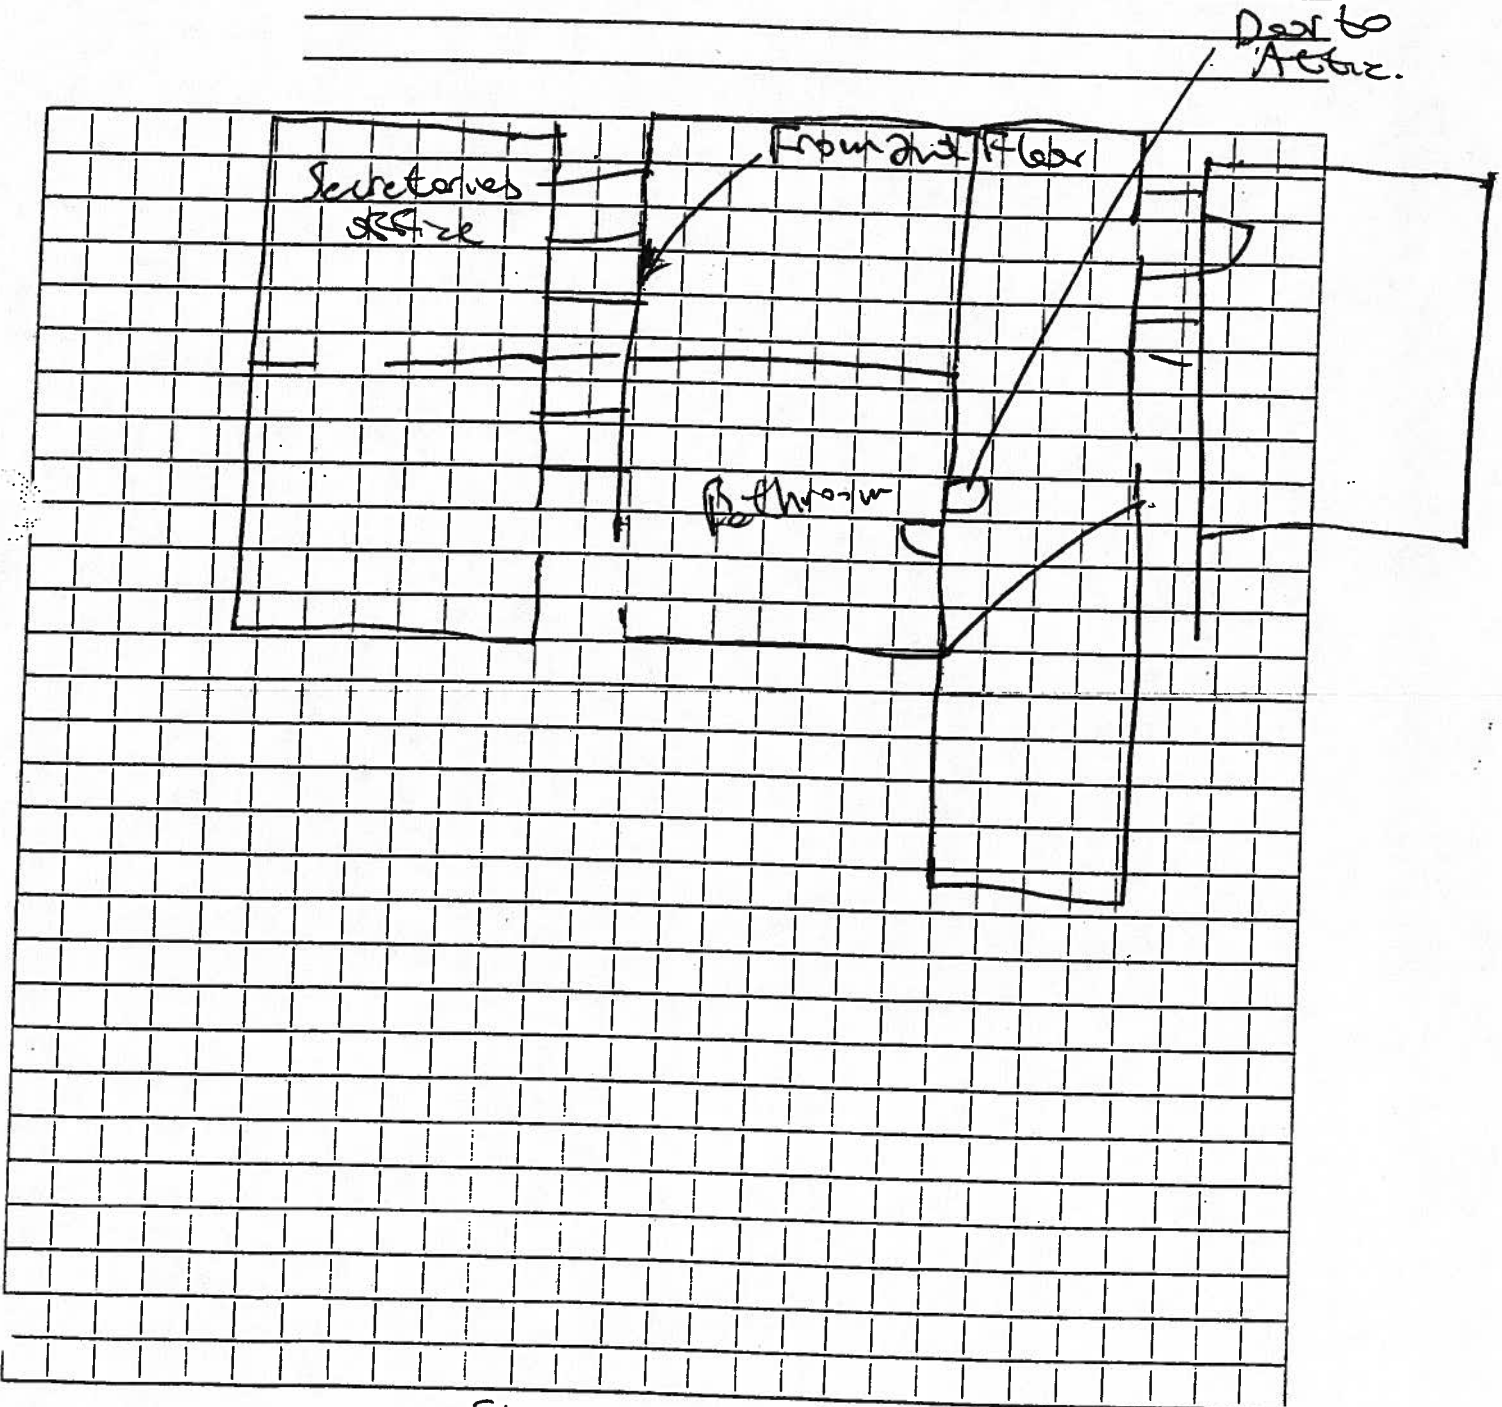 Door to
Attic.
From 2nd Floor
Secretaries
office
Bathroom